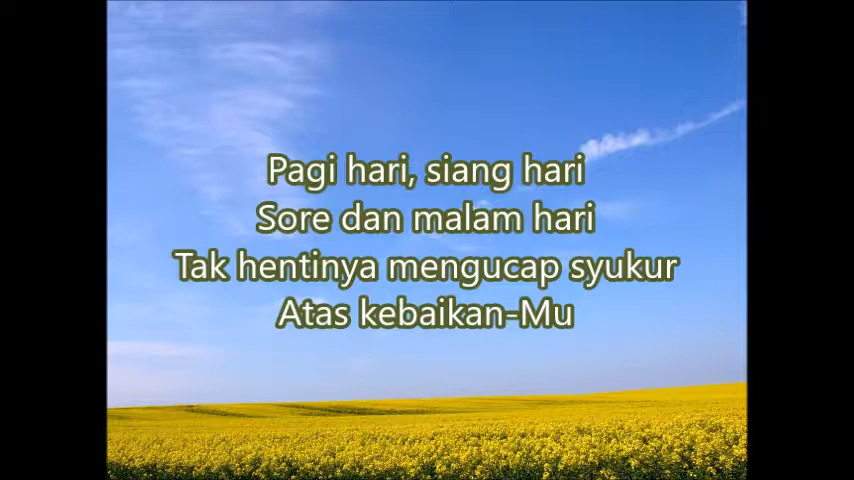 Pagi hari, siang hari
Sore dan malam hari
Tak hentinya mengucap syukur
Atas kebaikan-Mu